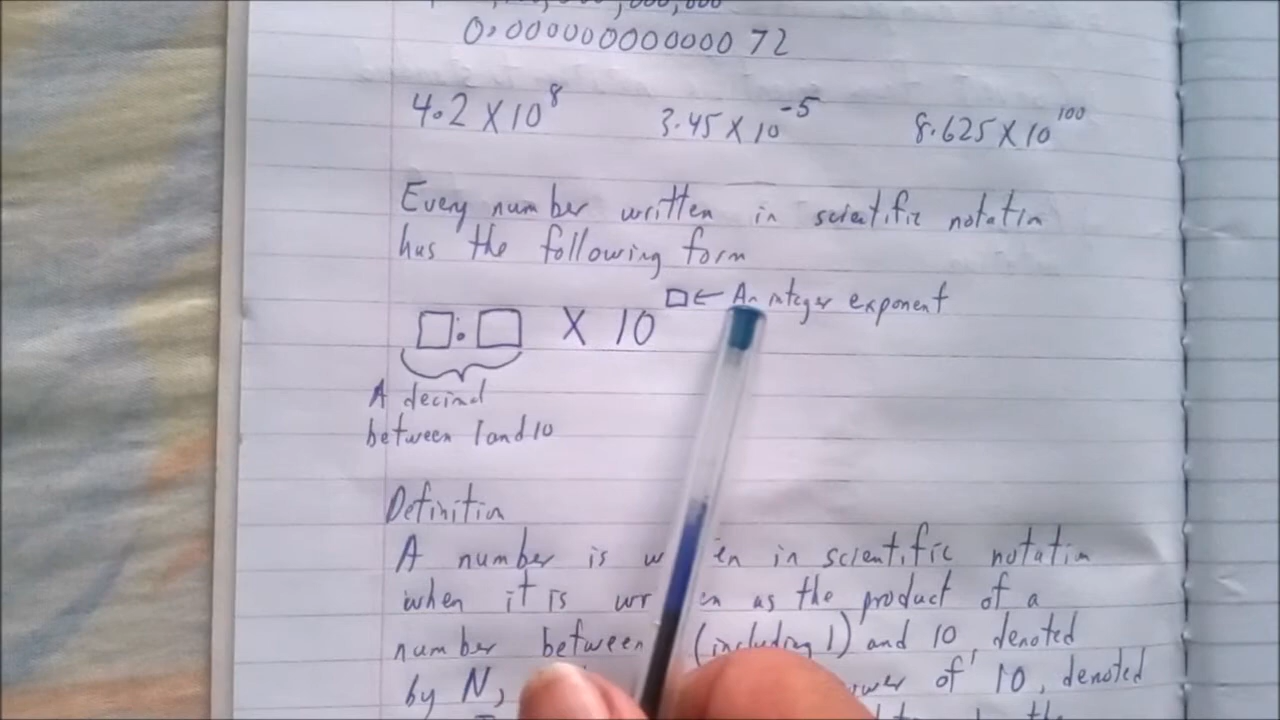 0.00000000000072
4.2 X 10^8 3.45 X 10^-5 8.625 X 10^100
Every number written in scientific notation
has the following form
□.□ X 10^□ ← An integer exponent
A decimal
between 1 and 10
Definition
A number is in scientific notation
when it is as the product of a
number between (including 1) and 10, denoted
by N, of 10, denoted